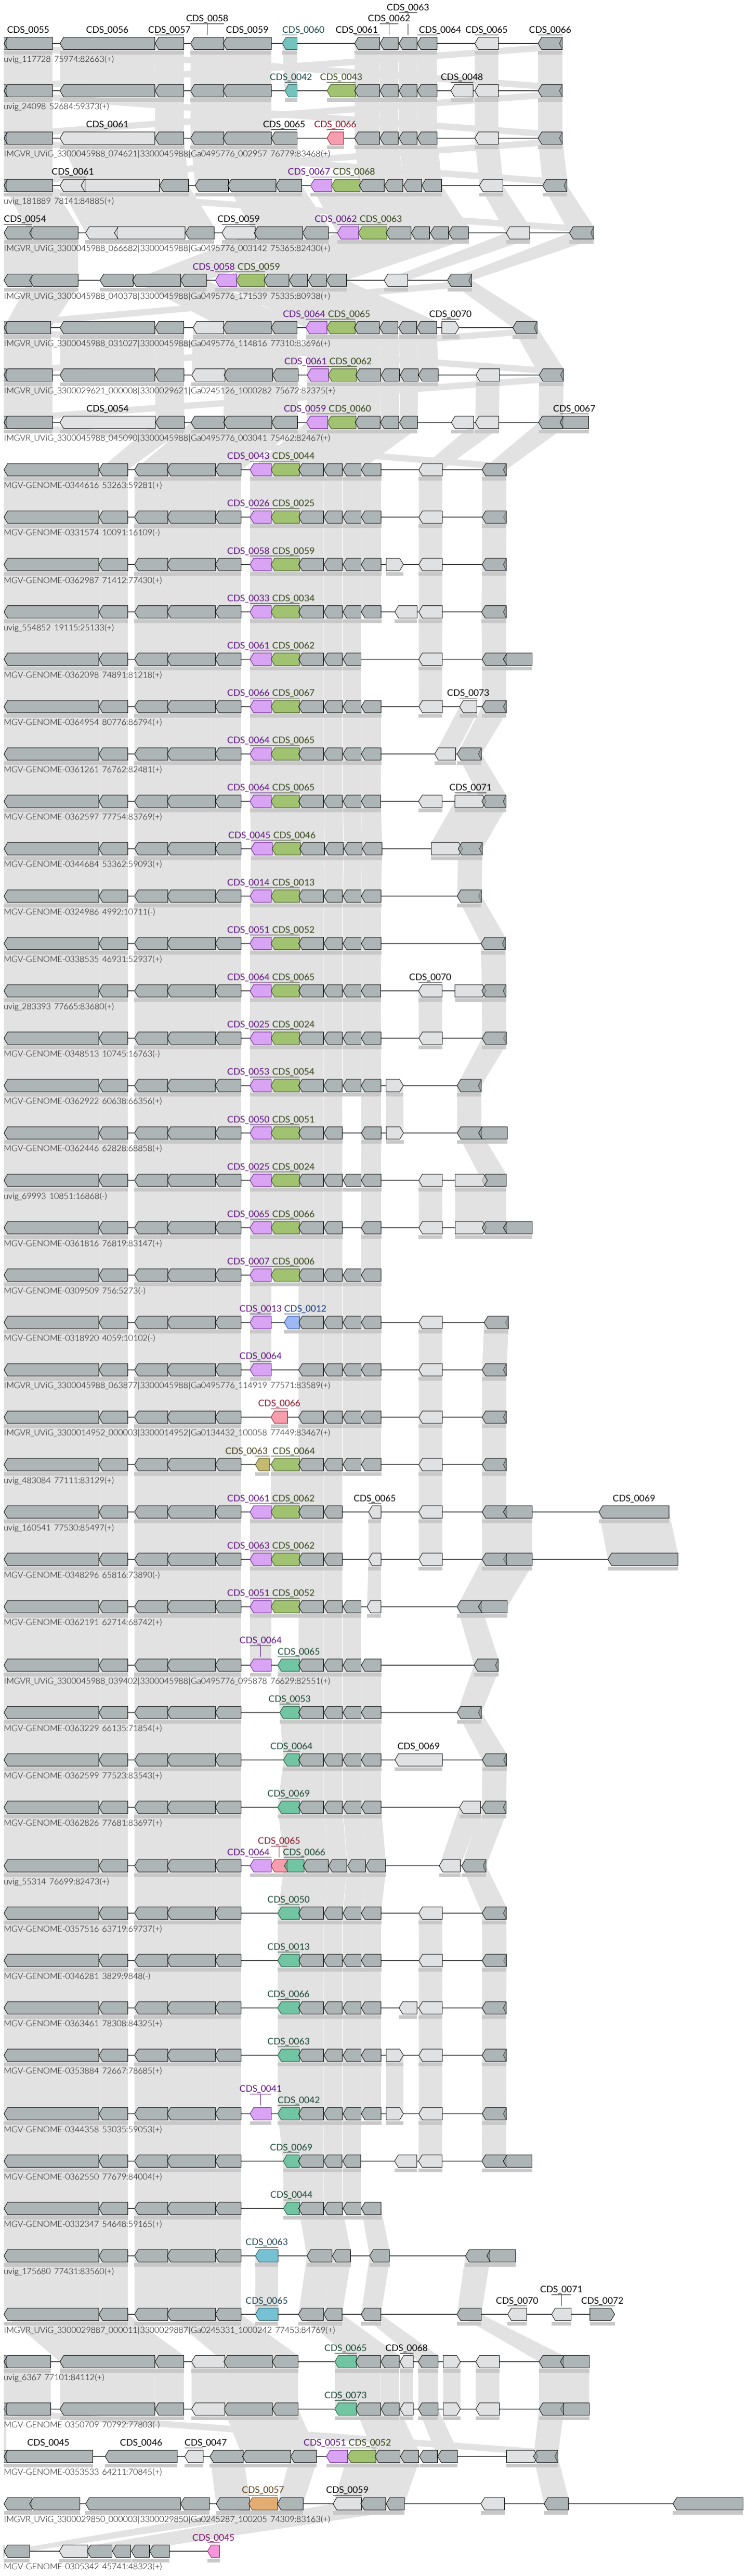 CDS_0055 CDS_0056 CDS_0057 CDS_0058 CDS_0059 CDS_0060 CDS_0061 CDS_0062 CDS_0063 CDS_0064 CDS_0065 CDS_0066
uvig_117728 75974:82663(+)
CDS_0042 CDS_0043 CDS_0048
uvig_24098 52684:59373(+)
CDS_0061 CDS_0065 CDS_0066
IMGVR_UViG_3300045988_074621|3300045988|Ga0495776_002957 76779:83468(+)
CDS_0061 CDS_0067 CDS_0068
uvig_181889 78141:84885(+)
CDS_0054 CDS_0059 CDS_0062 CDS_0063
IMGVR_UViG_3300045988_066682|3300045988|Ga0495776_003142 75365:82430(+)
CDS_0058 CDS_0059
IMGVR_UViG_3300045988_040378|3300045988|Ga0495776_171539 75335:80938(+)
CDS_0064 CDS_0065 CDS_0070
IMGVR_UViG_3300045988_031027|3300045988|Ga0495776_114816 77310:83696(+)
CDS_0061 CDS_0062
IMGVR_UViG_3300029621_000008|3300029621|Ga0245126_1000282 75672:82375(+)
CDS_0054 CDS_0059 CDS_0060 CDS_0067
IMGVR_UViG_3300045988_045090|3300045988|Ga0495776_003041 75462:82467(+)
CDS_0043 CDS_0044
MGV-GENOME-0344616 53263:59281(+)
CDS_0026 CDS_0025
MGV-GENOME-0331574 10091:16109(-)
CDS_0058 CDS_0059
MGV-GENOME-0362987 71412:77430(+)
CDS_0033 CDS_0034
uvig_554852 19115:25133(+)
CDS_0061 CDS_0062
MGV-GENOME-0362098 74891:81218(+)
CDS_0066 CDS_0067 CDS_0073
MGV-GENOME-0364954 80776:86794(+)
CDS_0064 CDS_0065
MGV-GENOME-0361261 76762:82481(+)
CDS_0064 CDS_0065 CDS_0071
MGV-GENOME-0362597 77754:83769(+)
CDS_0045 CDS_0046
MGV-GENOME-0344684 53362:59093(+)
CDS_0014 CDS_0013
MGV-GENOME-0324986 4992:10711(-)
CDS_0051 CDS_0052
MGV-GENOME-0338535 46931:52937(+)
CDS_0064 CDS_0065 CDS_0070
uvig_283393 77665:83680(+)
CDS_0025 CDS_0024
MGV-GENOME-0348513 10745:16763(-)
CDS_0053 CDS_0054
MGV-GENOME-0362922 60638:66356(+)
CDS_0050 CDS_0051
MGV-GENOME-0362446 62828:68858(+)
CDS_0025 CDS_0024
uvig_69993 10851:16868(-)
CDS_0065 CDS_0066
MGV-GENOME-0361816 76819:83147(+)
CDS_0007 CDS_0006
MGV-GENOME-0309509 756:5273(-)
CDS_0013 CDS_0012
MGV-GENOME-0318920 4059:10102(-)
CDS_0064
IMGVR_UViG_3300045988_063877|3300045988|Ga0495776_114919 77571:83589(+)
CDS_0066
IMGVR_UViG_3300014952_000003|3300014952|Ga0134432_100058 77449:83467(+)
CDS_0063 CDS_0064
uvig_483084 77111:83129(+)
CDS_0061 CDS_0062 CDS_0065 CDS_0069
uvig_160541 77530:85497(+)
CDS_0063 CDS_0062
MGV-GENOME-0348296 65816:73890(-)
CDS_0051 CDS_0052
MGV-GENOME-0362191 62714:68742(+)
CDS_0064 CDS_0065
IMGVR_UViG_3300045988_039402|3300045988|Ga0495776_095878 76629:82551(+)
CDS_0053
MGV-GENOME-0363229 66135:71854(+)
CDS_0064 CDS_0069
MGV-GENOME-0362599 77523:83543(+)
CDS_0069
MGV-GENOME-0362826 77681:83697(+)
CDS_0064 CDS_0065 CDS_0066
uvig_55314 76699:82473(+)
CDS_0050
MGV-GENOME-0357516 63719:69737(+)
CDS_0013
MGV-GENOME-0346281 3829:9848(-)
CDS_0066
MGV-GENOME-0363461 78308:84325(+)
CDS_0063
MGV-GENOME-0353884 72667:78685(+)
CDS_0041 CDS_0042
MGV-GENOME-0344358 53035:59053(+)
CDS_0069
MGV-GENOME-0362550 77679:84004(+)
CDS_0044
MGV-GENOME-0332347 54648:59165(+)
CDS_0063
uvig_175680 77431:83560(+)
CDS_0065 CDS_0070 CDS_0071 CDS_0072
IMGVR_UViG_3300029887_000011|3300029887|Ga0245331_1000242 77453:84769(+)
CDS_0065 CDS_0068
uvig_6367 77101:84112(+)
CDS_0073
MGV-GENOME-0350709 70792:77803(-)
CDS_0045 CDS_0046 CDS_0047 CDS_0051 CDS_0052
MGV-GENOME-0353533 64211:70845(+)
CDS_0057 CDS_0059
IMGVR_UViG_3300029850_000003|3300029850|Ga0245287_100205 74309:83163(+)
CDS_0045
MGV-GENOME-0305342 45741:48323(+)